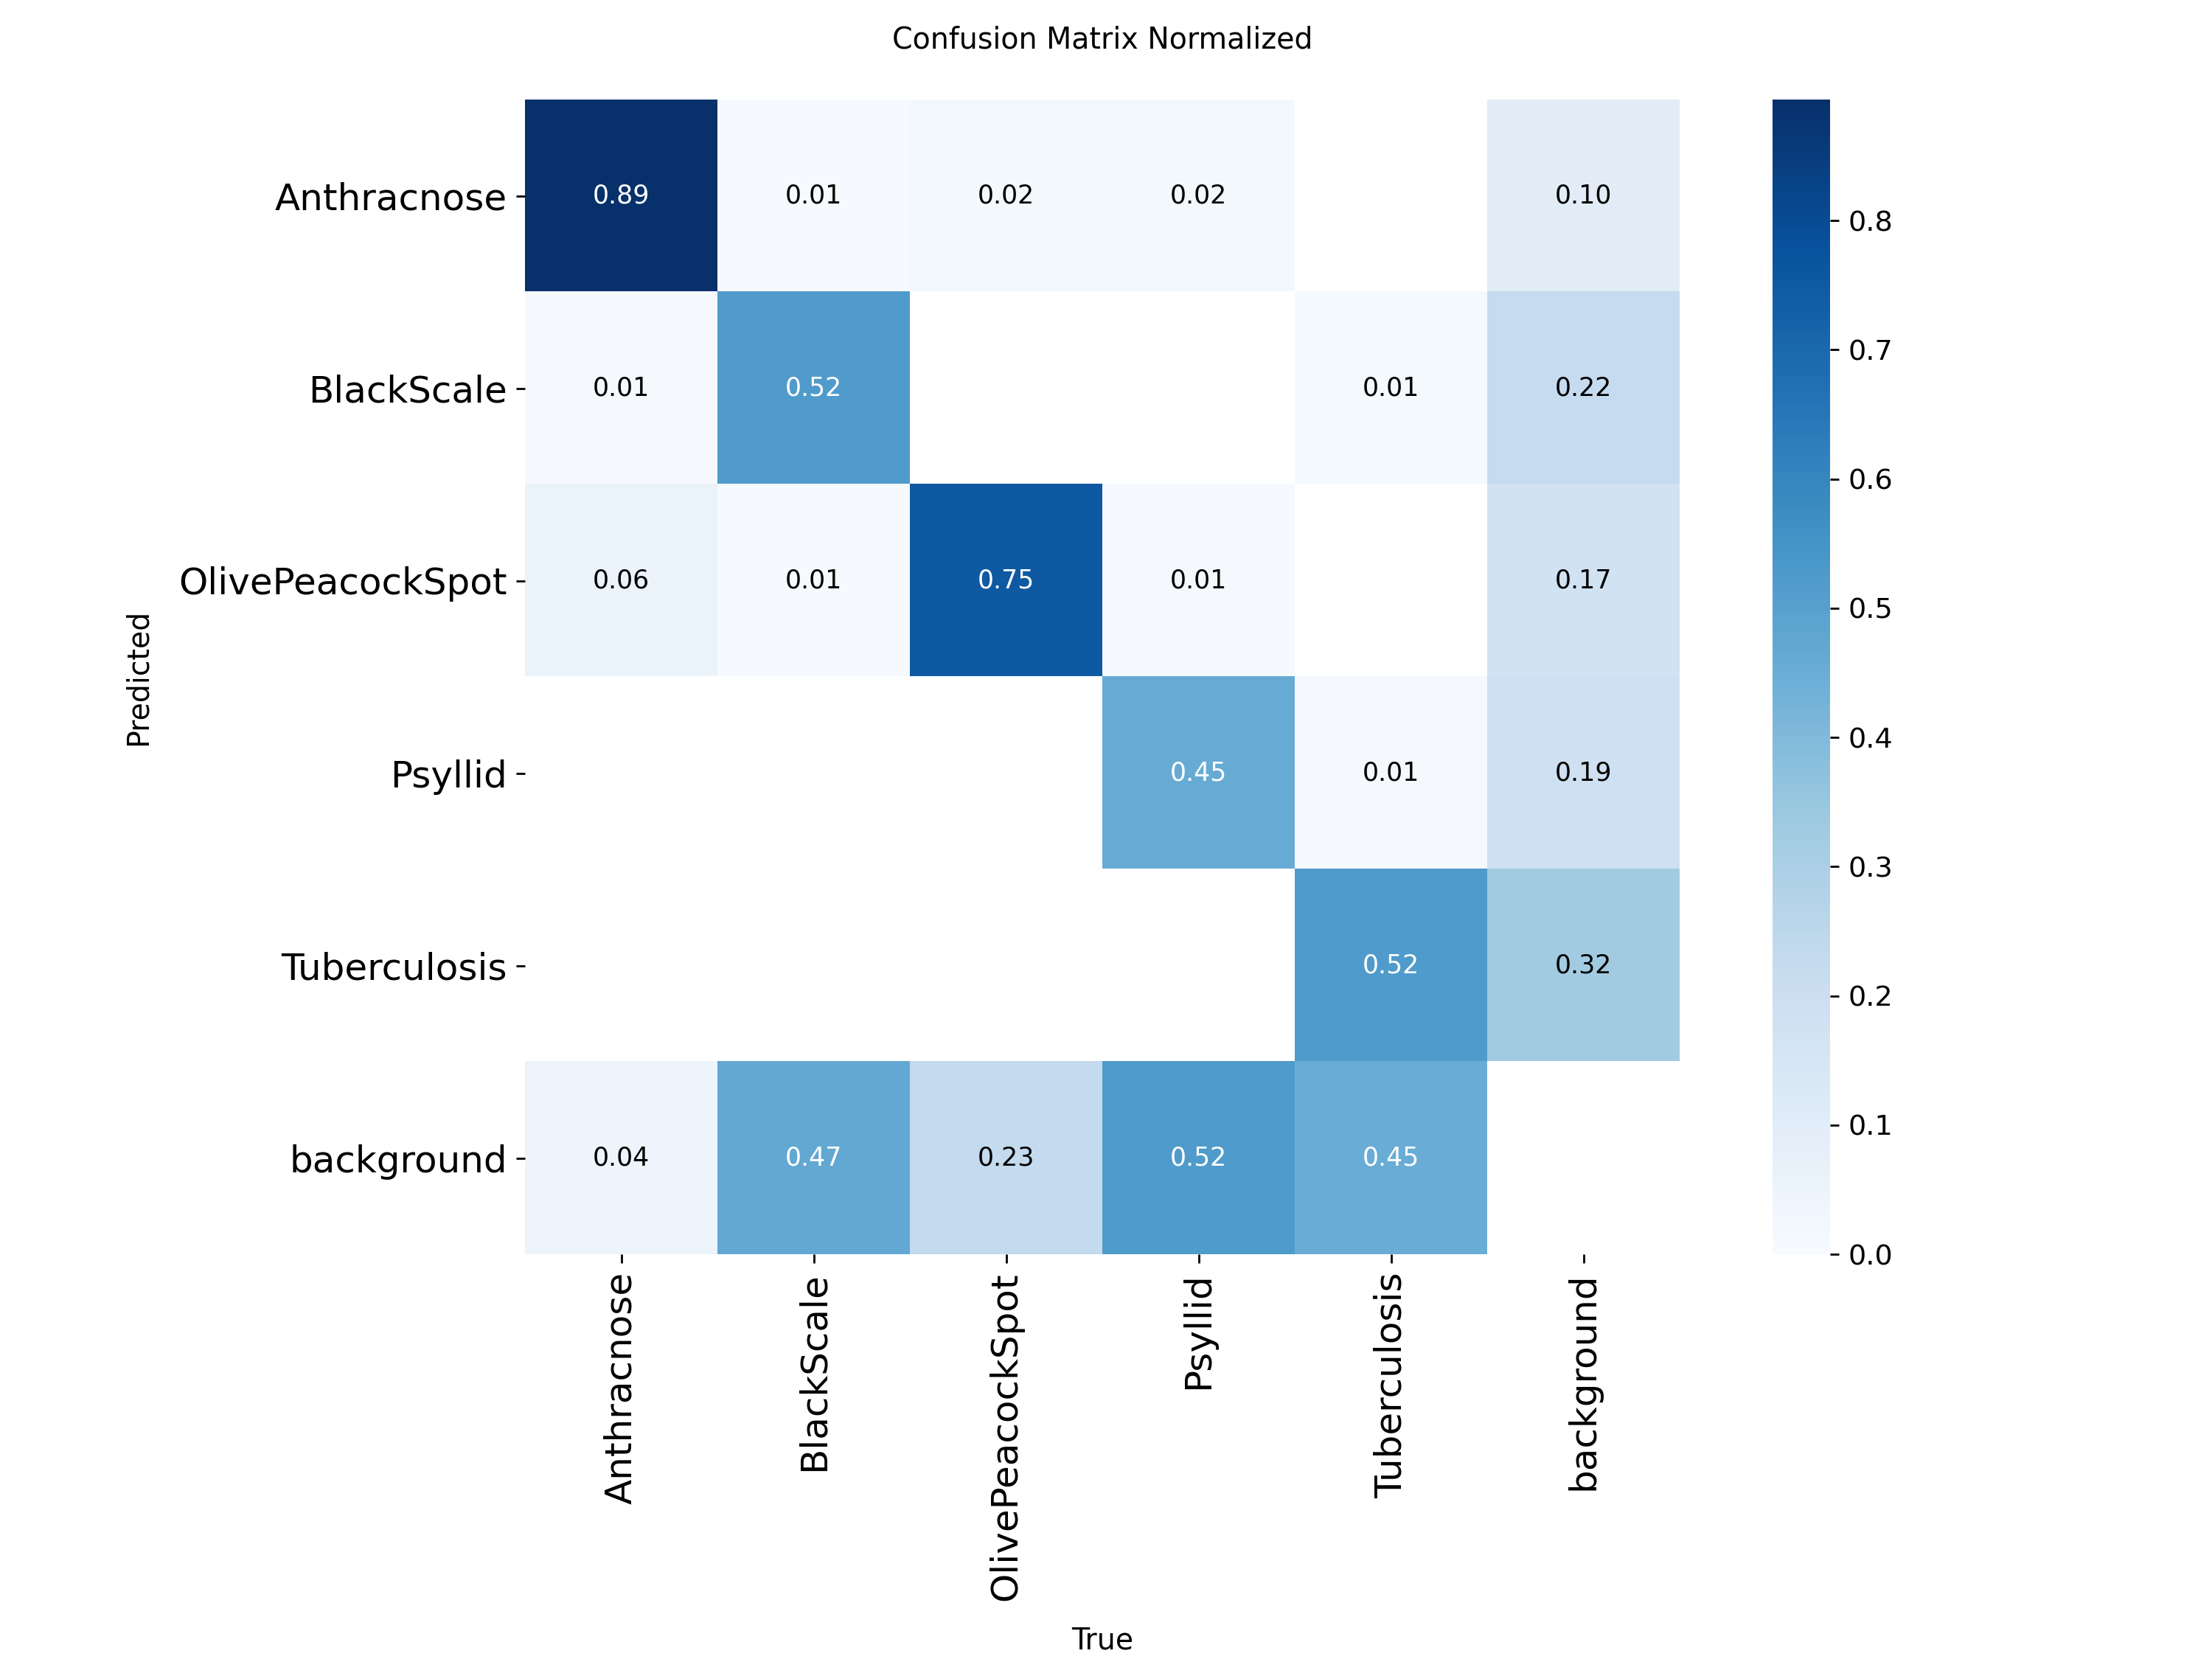 Confusion Matrix Normalized
Anthracnose 0.89 0.01 0.02 0.02 0.10
BlackScale 0.01 0.52 0.01 0.22
OlivePeacockSpot 0.06 0.01 0.75 0.01 0.17
Psyllid 0.45 0.01 0.19
Tuberculosis 0.52 0.32
background 0.04 0.47 0.23 0.52 0.45
Predicted
Anthracnose
BlackScale
OlivePeacockSpot
Psyllid
Tuberculosis
background
True
0.8
0.7
0.6
0.5
0.4
0.3
0.2
0.1
0.0